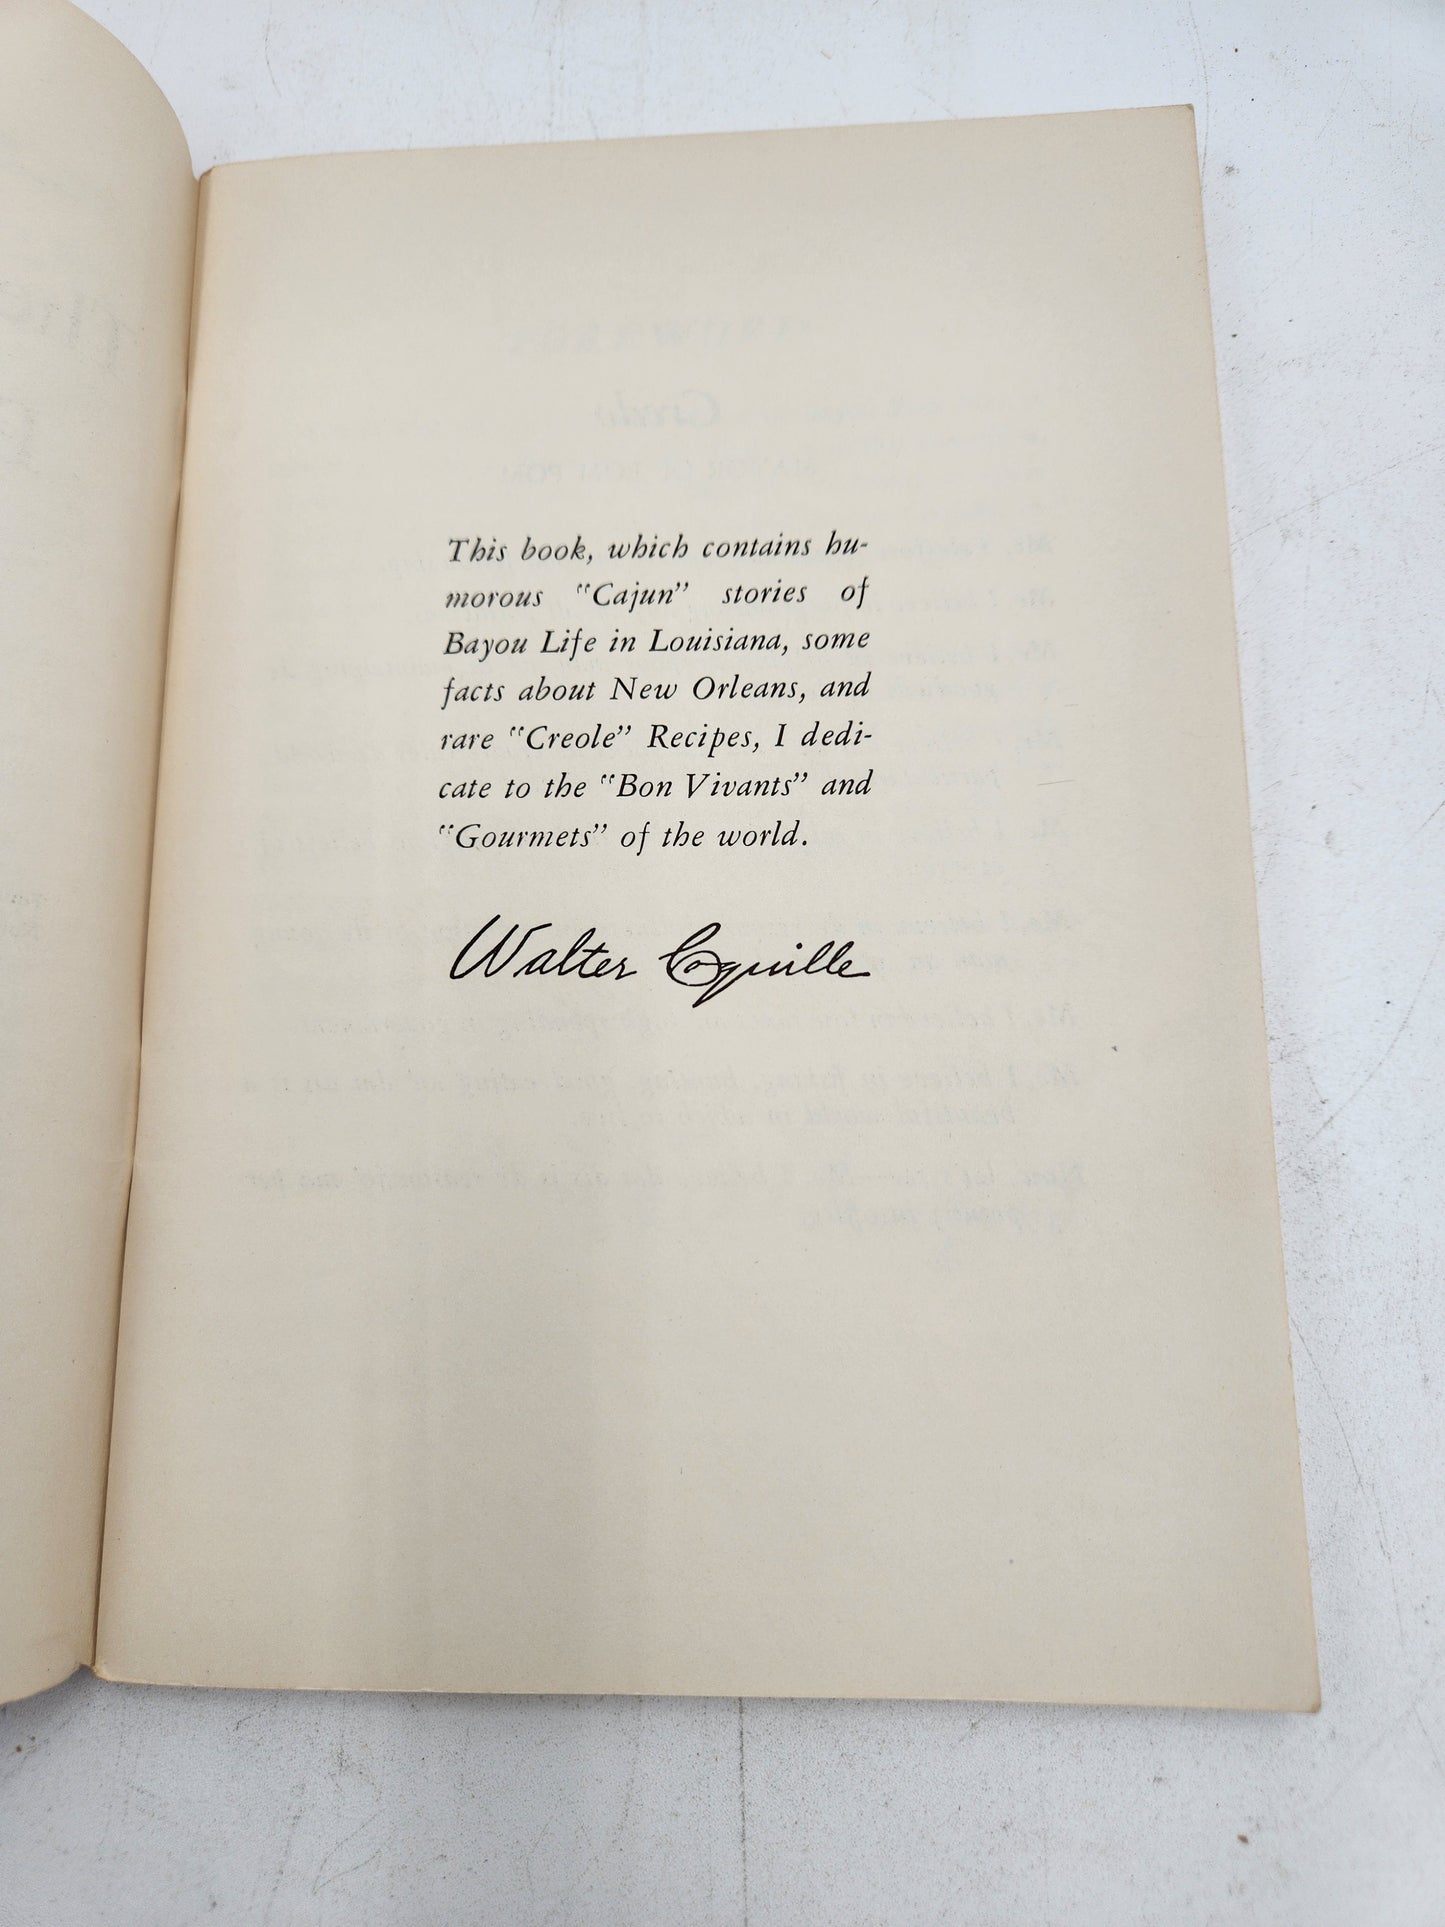 This book, which contains hu-
morous "Cajun" stories of
Bayou Life in Louisiana, some
facts about New Orleans, and
rare "Creole" Recipes, I dedi-
cate to the "Bon Vivants" and
"Gourmets" of the world.
Walter Coquille